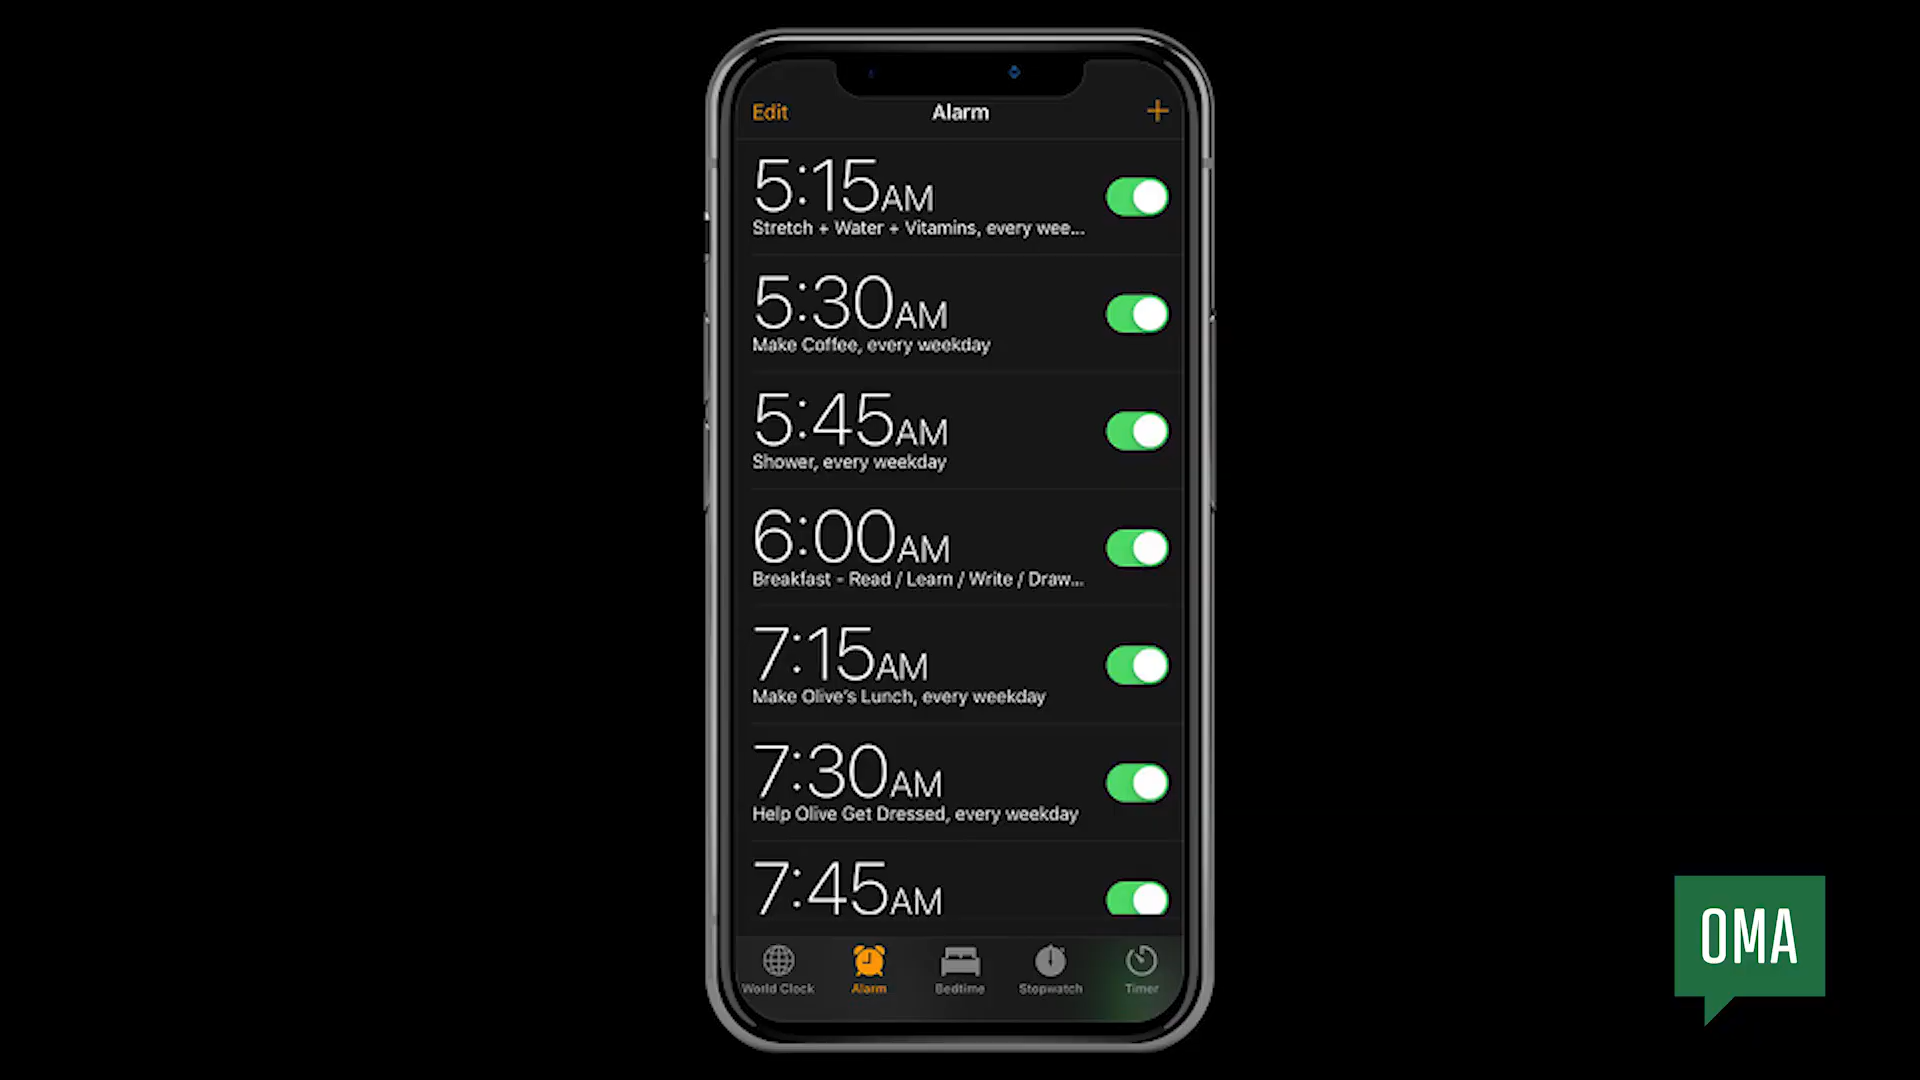 Edit Alarm +
5:15AM
Stretch + Water + Vitamins, every wee...
5:30AM
Make Coffee, every weekday
5:45AM
Shower, every weekday
6:00AM
Breakfast - Read / Learn / Write / Draw...
7:15AM
Make Olive's Lunch, every weekday
7:30AM
Help Olive Get Dressed, every weekday
7:45AM
World Clock Alarm Bedtime Stopwatch Timer
OMA